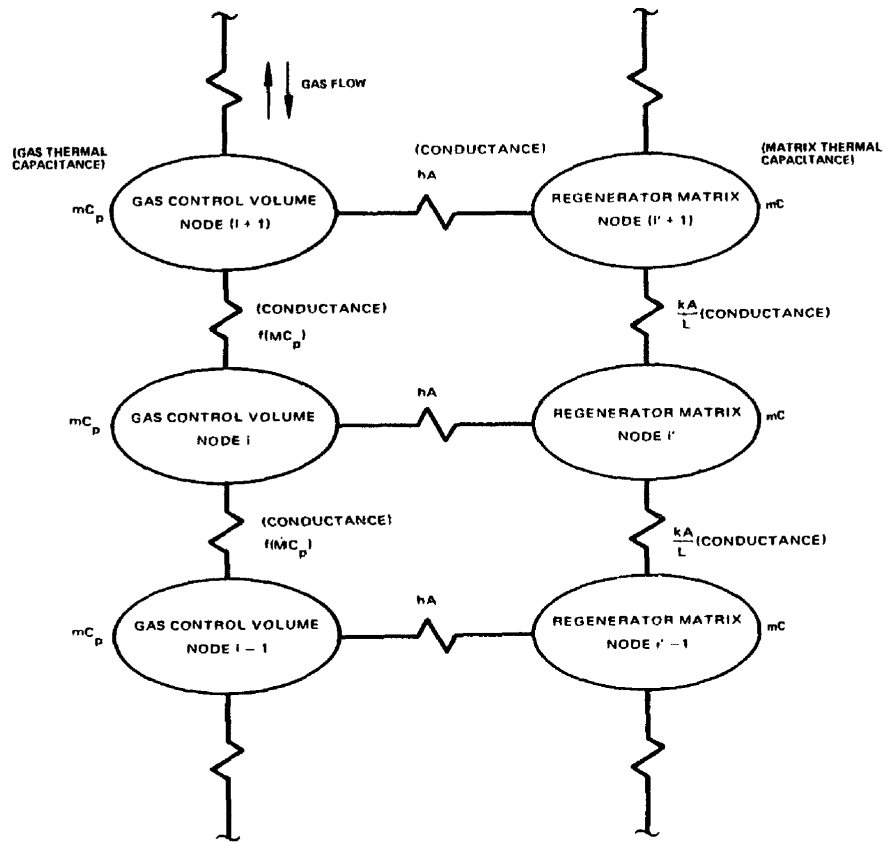 GAS FLOW
(GAS THERMAL
CAPACITANCE)
(CONDUCTANCE)
hA
(MATRIX THERMAL
CAPACITANCE)
mCp
GAS CONTROL VOLUME
NODE (i + 1)
REGENERATOR MATRIX
NODE (i' + 1)
mC
(CONDUCTANCE)
f(ṀCp)
kA/L (CONDUCTANCE)
mCp
GAS CONTROL VOLUME
NODE i
hA
REGENERATOR MATRIX
NODE i'
mC
(CONDUCTANCE)
f(ṀCp)
kA/L (CONDUCTANCE)
mCp
GAS CONTROL VOLUME
NODE i – 1
hA
REGENERATOR MATRIX
NODE i' – 1
mC